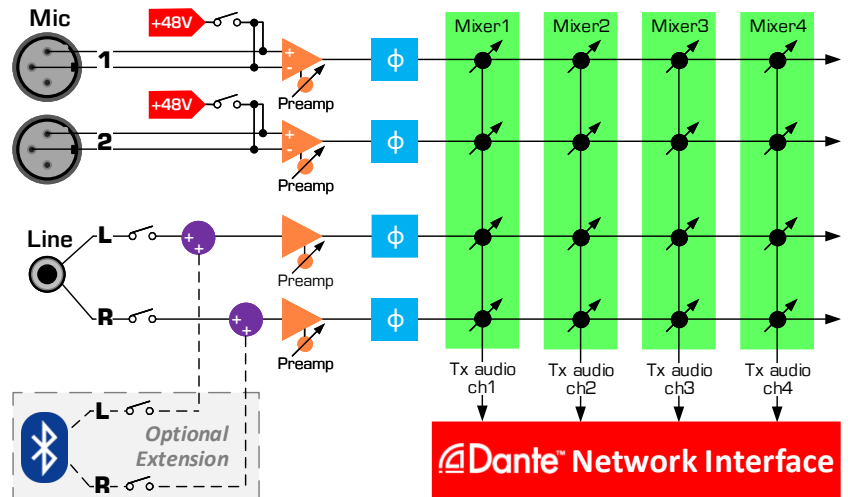 Mic
+48V
1
+
-
Preamp
ϕ
Mixer1
Mixer2
Mixer3
Mixer4
+48V
2
+
-
Preamp
ϕ
Line
L
+
+
Preamp
ϕ
R
+
+
Preamp
ϕ
Tx audio
ch1
Tx audio
ch2
Tx audio
ch3
Tx audio
ch4
L
R
Optional
Extension
Dante™ Network Interface